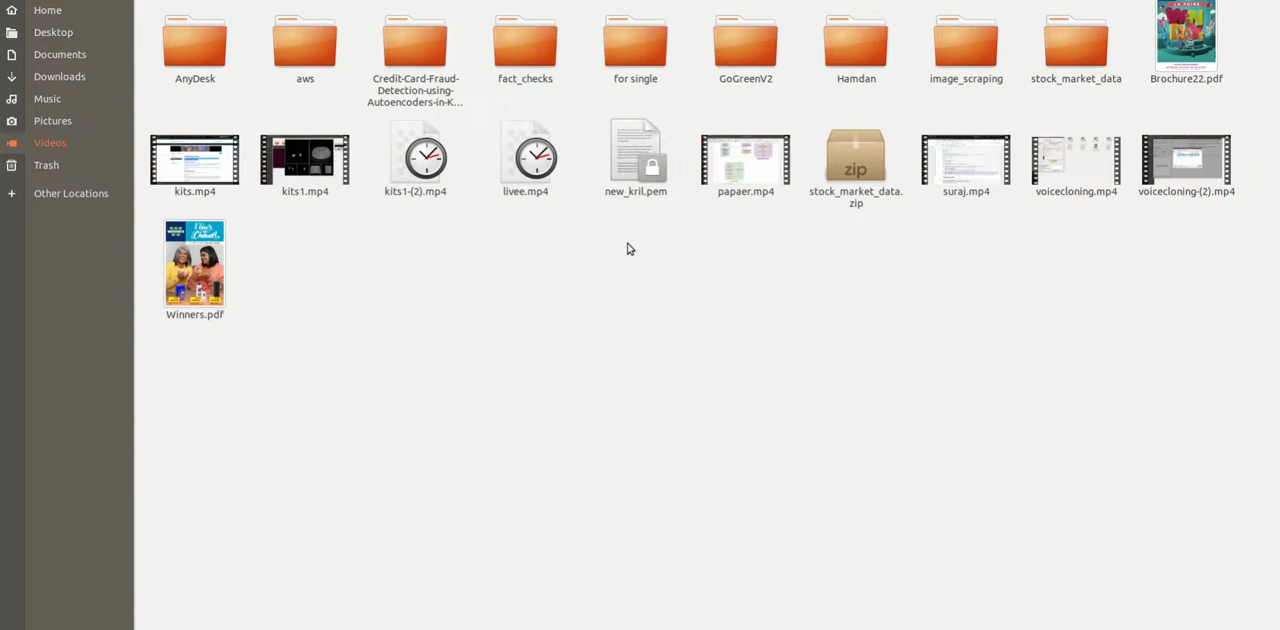 Home
Desktop
Documents
Downloads
Music
Pictures
Videos
Trash
+ Other Locations
AnyDesk
aws
Credit-Card-Fraud-
Detection-using-
Autoencoders-in-K...
fact_checks
for single
GoGreenV2
Hamdan
image_scraping
stock_market_data
Brochure22.pdf
kits.mp4
kits1.mp4
kits1-(2).mp4
livee.mp4
new_kril.pem
papaer.mp4
zip
stock_market_data.
zip
suraj.mp4
voicecloning.mp4
voicecloning-(2).mp4
Winners.pdf